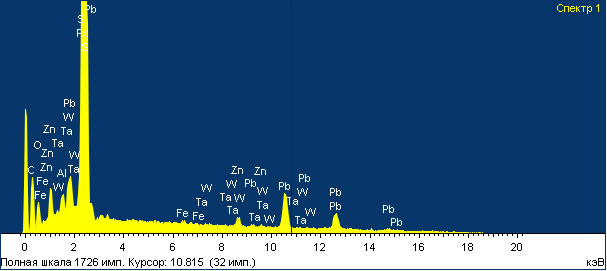 Спектр 1
Pb
S
Pb
S
Pb
W
Zn Ta
O Ta
Zn W
Zn Al Ta
C Fe W
Fe
Fe Fe
W Ta
W Zn Ta Ta
Pb Zn W Ta W
Pb Ta
Pb W Ta W
Pb
Pb
Pb
Pb
0 2 4 6 8 10 12 14 16 18 20
Полная шкала 1726 имп. Курсор: 10.815 (32 имп.)
кэВ